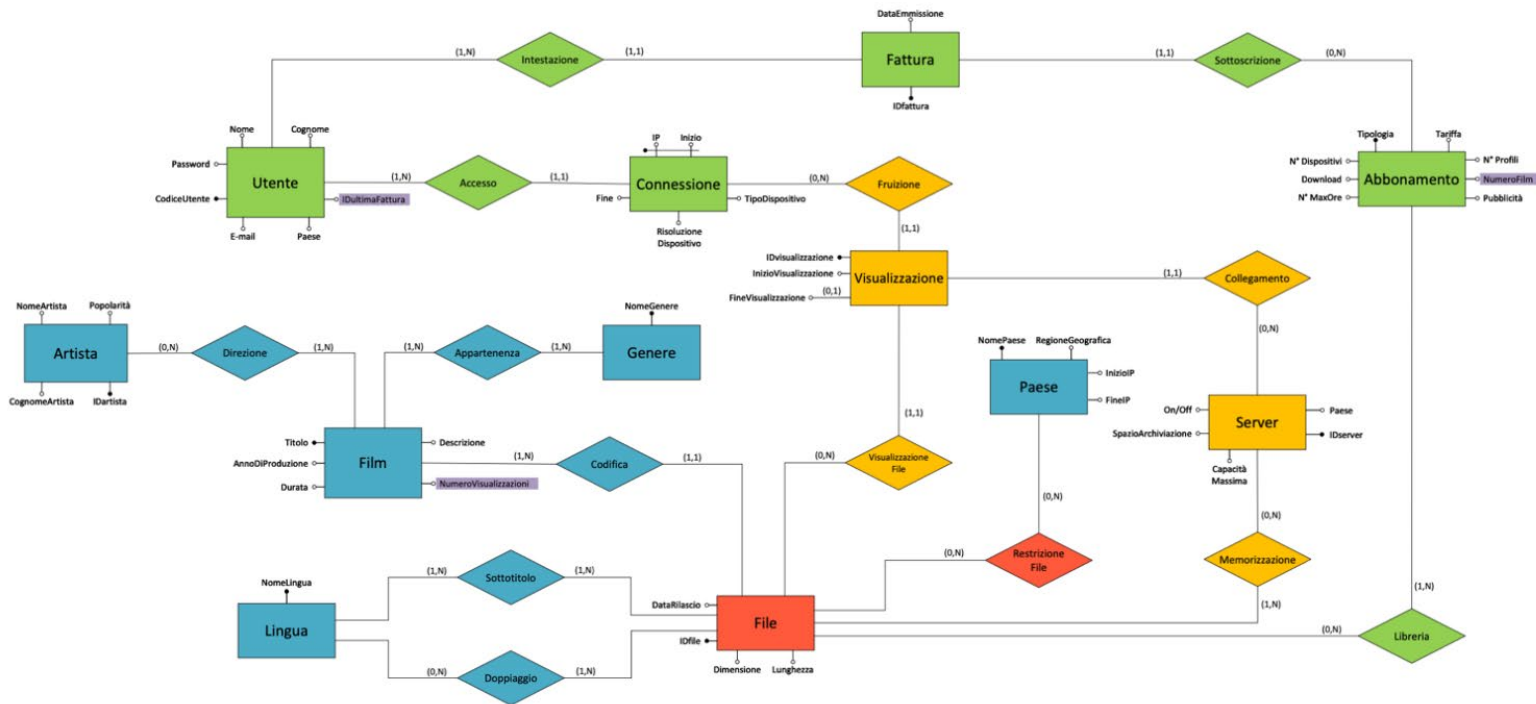 DataEmmissione
(1,N)
Intestazione
(1,1)
Fattura
(1,1)
Sottoscrizione
(0,N)
IDfattura
Nome
Cognome
Password
Utente
CodiceUtente
IDultimaFattura
E-mail
Paese
(1,N)
Accesso
(1,1)
IP
Inizio
Connessione
Fine
TipoDispositivo
Risoluzione
Dispositivo
(0,N)
Fruizione
(1,1)
Tipologia
Tariffa
N° Dispositivi
N° Profili
Abbonamento
Download
NumeroFilm
N° MaxOre
Pubblicità
IDvisualizzazione
InizioVisualizzazione
Visualizzazione
FineVisualizzazione
(0,1)
(1,1)
Collegamento
(0,N)
NomeArtista
Popolarità
Artista
CognomeArtista
IDartista
(0,N)
Direzione
(1,N)
(1,N)
Appartenenza
(1,N)
NomeGenere
Genere
NomePaese
RegioneGeografica
Paese
InizioIP
FineIP
(1,1)
On/Off
Paese
Server
SpazioArchiviazione
IDserver
Capacità
Massima
Titolo
Descrizione
AnnoDiProduzione
Film
Durata
NumeroVisualizzazioni
(1,N)
Codifica
(1,1)
(0,N)
Visualizzazione
File
(0,N)
(0,N)
(0,N)
Restrizione
File
Memorizzazione
(1,N)
NomeLingua
Lingua
(1,N)
Sottotitolo
(1,N)
(0,N)
Doppiaggio
(1,N)
DataRilascio
File
IDfile
Dimensione
Lunghezza
(1,N)
(0,N)
Libreria